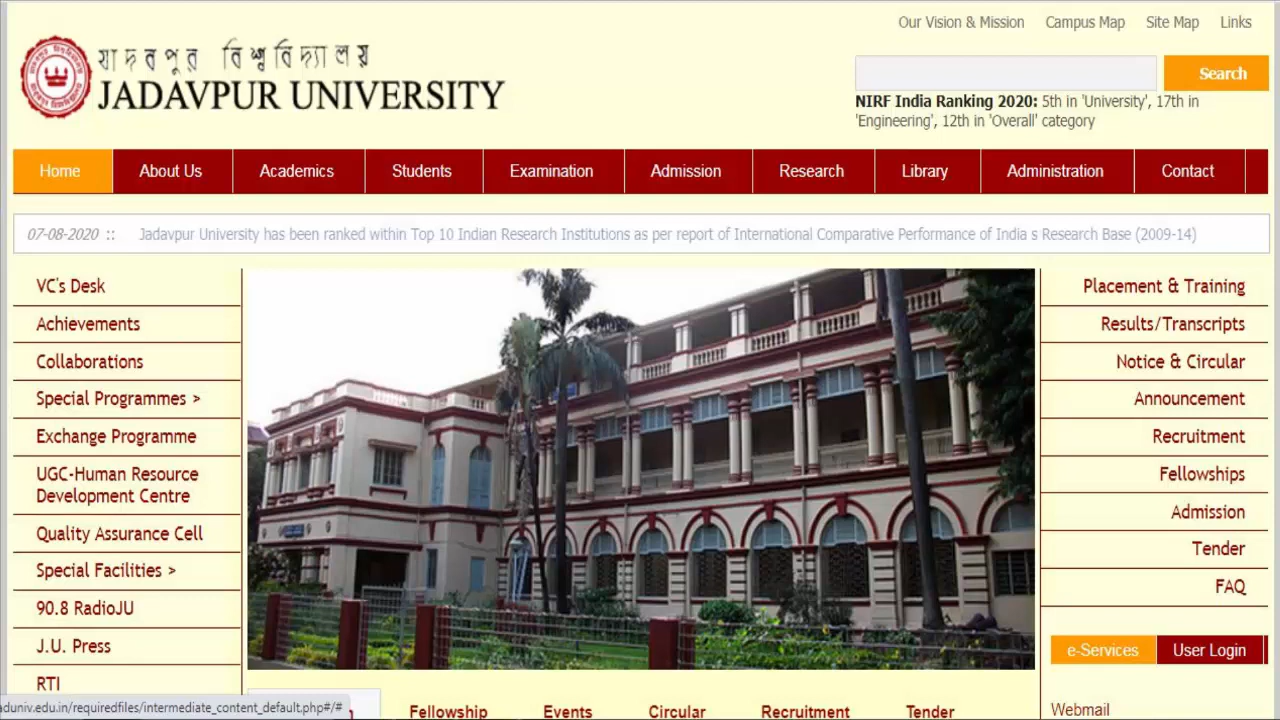 Our Vision & Mission Campus Map Site Map Links
যাদবপুর বিশ্ববিদ্যালয়
JADAVPUR UNIVERSITY
Search
NIRF India Ranking 2020: 5th in 'University', 17th in
'Engineering', 12th in 'Overall' category
Home About Us Academics Students Examination Admission Research Library Administration Contact
07-08-2020 :: Jadavpur University has been ranked within Top 10 Indian Research Institutions as per report of International Comparative Performance of India s Research Base (2009-14)
VC's Desk
Achievements
Collaborations
Special Programmes >
Exchange Programme
UGC-Human Resource
Development Centre
Quality Assurance Cell
Special Facilities >
90.8 RadioJU
J.U. Press
RTI
Placement & Training
Results/Transcripts
Notice & Circular
Announcement
Recruitment
Fellowships
Admission
Tender
FAQ
e-Services User Login
Webmail
Fellowship Events Circular Recruitment Tender
aduniv.edu.in/requiredfiles/intermediate_content_default.php#/#